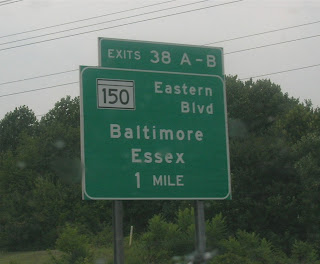 EXITS 38 A-B
150 Eastern
Blvd
Baltimore
Essex
1 MILE